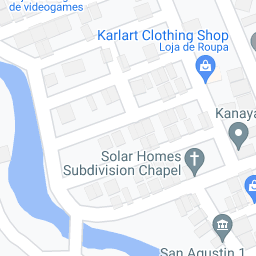 de videogames
Karlart Clothing Shop
Loja de Roupa
Kanaya
Solar Homes
Subdivision Chapel
San Agustin 1